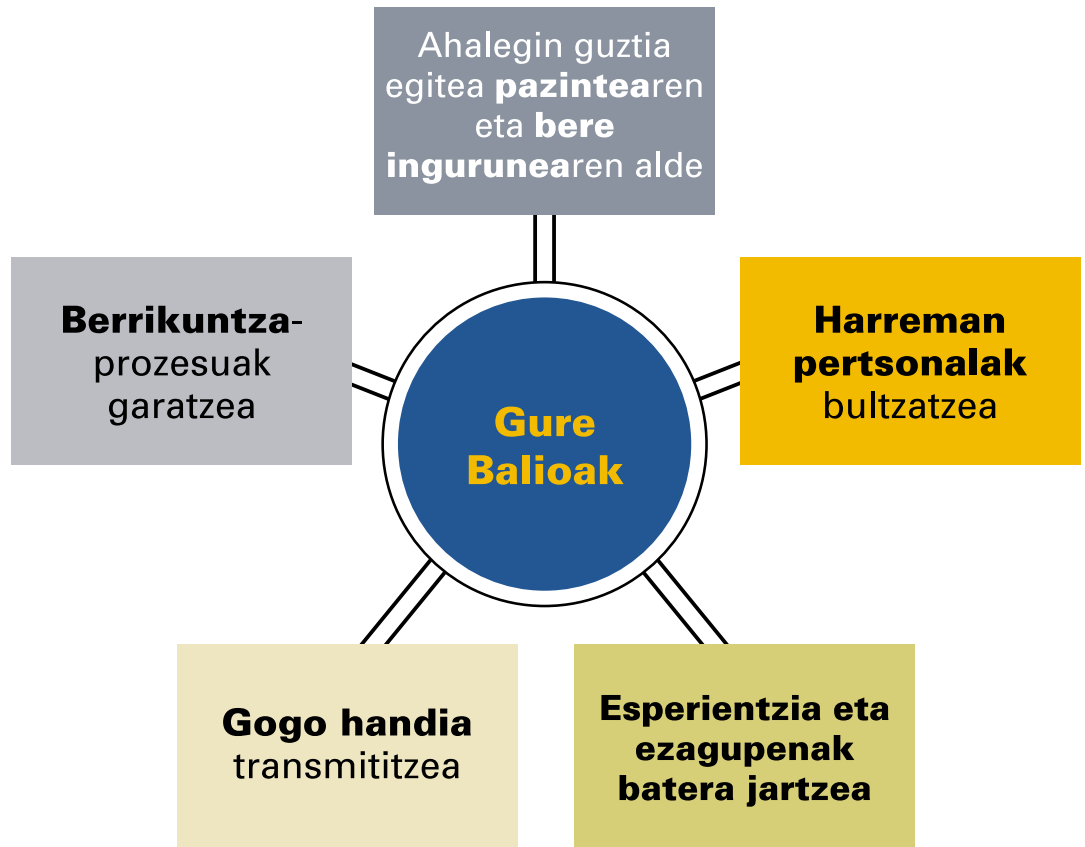 Ahalegin guztia
egitea pazintearen
eta bere
ingurunearen alde
Berrikuntza-
prozesuak
garatzea
Harreman
pertsonalak
bultzatzea
Gure
Balioak
Gogo handia
transmititzea
Esperientzia eta
ezagupenak
batera jartzea